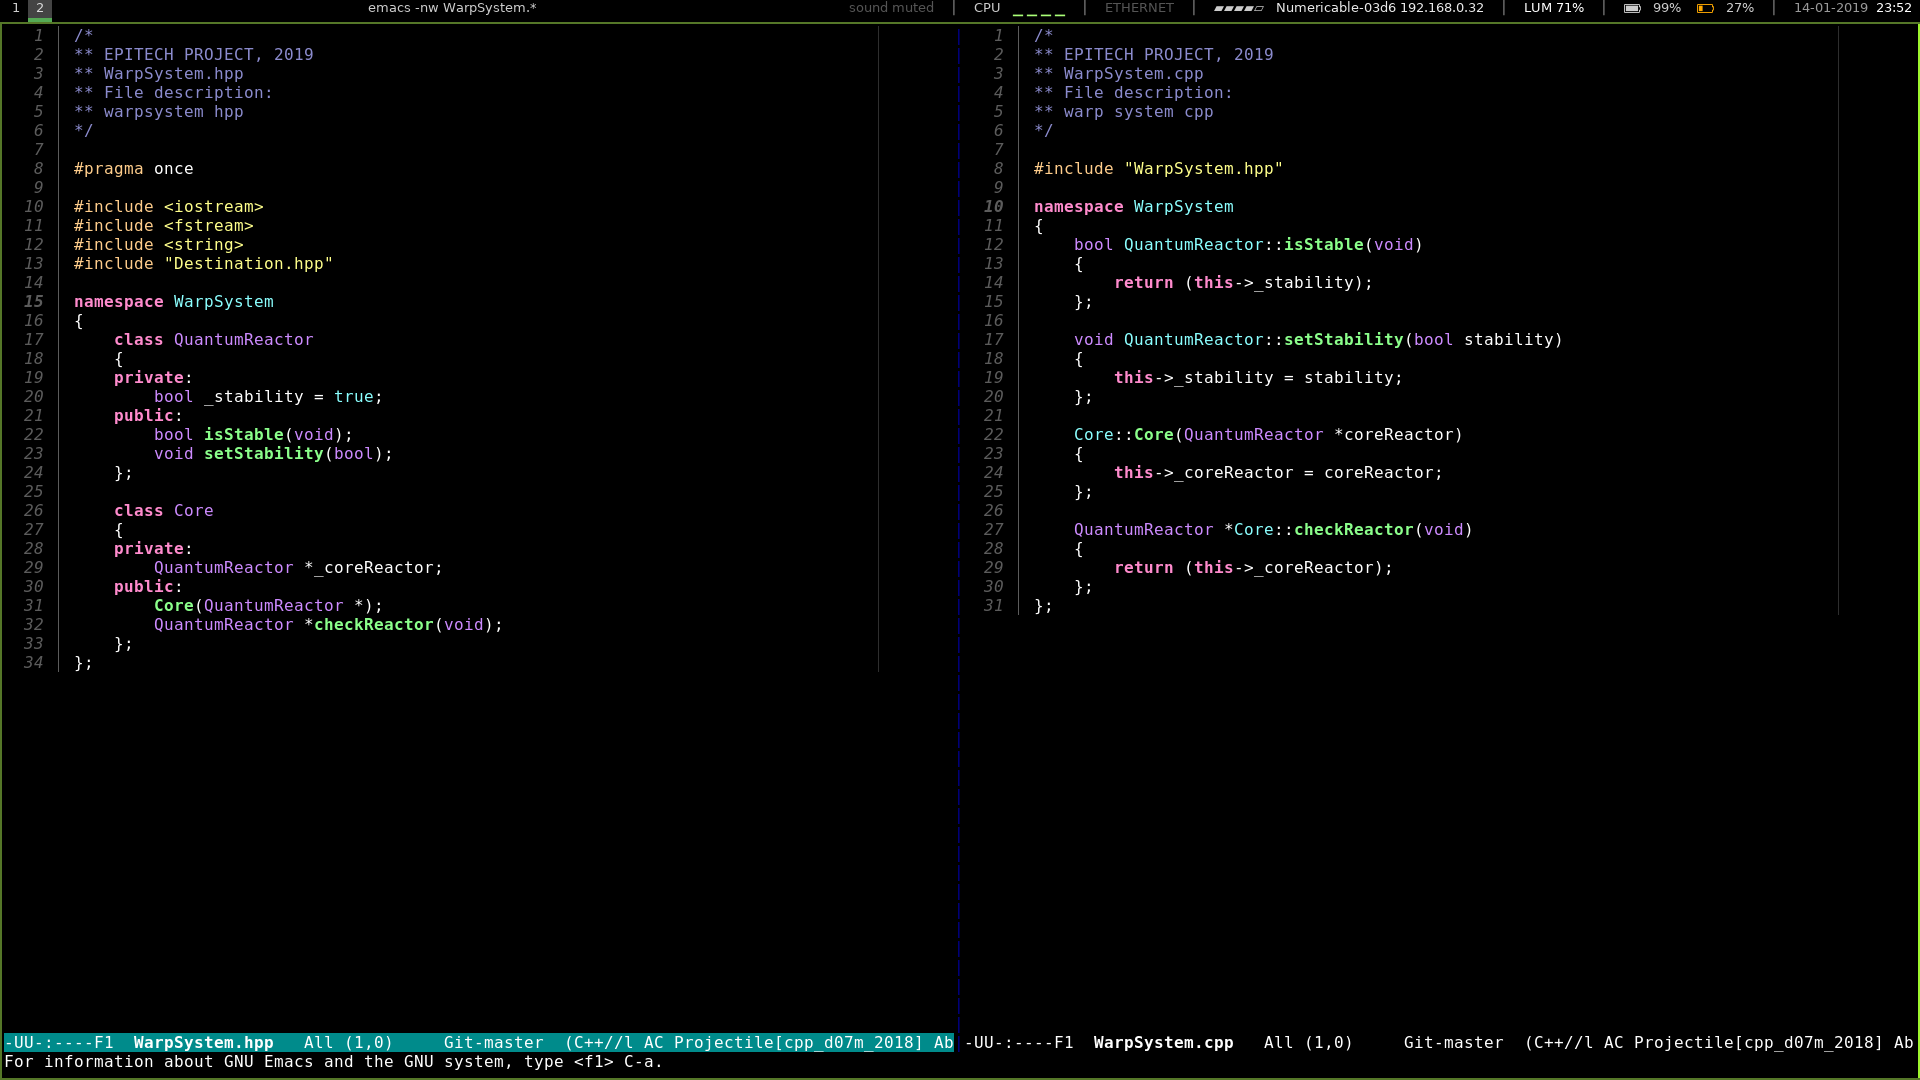 1 2 emacs -nw WarpSystem.* sound muted | CPU _ _ _ _ | ETHERNET | ▰▰▰▰▱ Numericable-03d6 192.168.0.32 | LUM 71% | 99% 27% | 14-01-2019 23:52
1 /*
2 ** EPITECH PROJECT, 2019
3 ** WarpSystem.hpp
4 ** File description:
5 ** warpsystem hpp
6 */
7
8 #pragma once
9
10 #include <iostream>
11 #include <fstream>
12 #include <string>
13 #include "Destination.hpp"
14
15 namespace WarpSystem
16 {
17     class QuantumReactor
18     {
19     private:
20         bool _stability = true;
21     public:
22         bool isStable(void);
23         void setStability(bool);
24     };
25
26     class Core
27     {
28     private:
29         QuantumReactor *_coreReactor;
30     public:
31         Core(QuantumReactor *);
32         QuantumReactor *checkReactor(void);
33     };
34 };
-UU-:----F1  WarpSystem.hpp   All (1,0)     Git-master  (C++//l AC Projectile[cpp_d07m_2018] Ab
1 /*
2 ** EPITECH PROJECT, 2019
3 ** WarpSystem.cpp
4 ** File description:
5 ** warp system cpp
6 */
7
8 #include "WarpSystem.hpp"
9
10 namespace WarpSystem
11 {
12     bool QuantumReactor::isStable(void)
13     {
14         return (this->_stability);
15     };
16
17     void QuantumReactor::setStability(bool stability)
18     {
19         this->_stability = stability;
20     };
21
22     Core::Core(QuantumReactor *coreReactor)
23     {
24         this->_coreReactor = coreReactor;
25     };
26
27     QuantumReactor *Core::checkReactor(void)
28     {
29         return (this->_coreReactor);
30     };
31 };
-UU-:----F1  WarpSystem.cpp   All (1,0)     Git-master  (C++//l AC Projectile[cpp_d07m_2018] Ab
For information about GNU Emacs and the GNU system, type <f1> C-a.